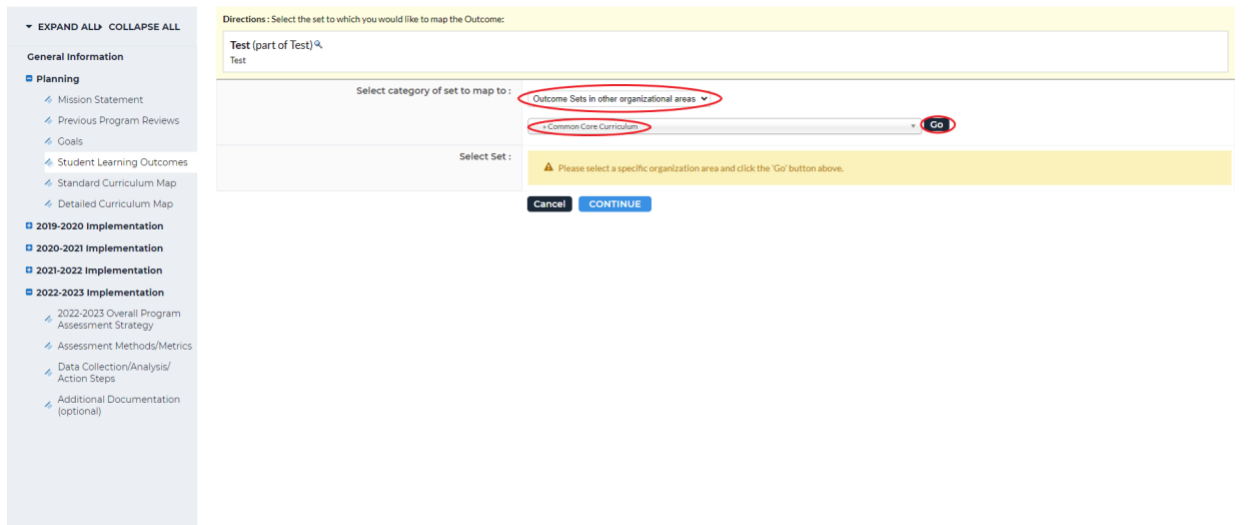 EXPAND ALL COLLAPSE ALL
General Information
Planning
Mission Statement
Previous Program Reviews
Goals
Student Learning Outcomes
Standard Curriculum Map
Detailed Curriculum Map
2019-2020 Implementation
2020-2021 Implementation
2021-2022 Implementation
2022-2023 Implementation
2022-2023 Overall Program
Assessment Strategy
Assessment Methods/Metrics
Data Collection/Analysis/
Action Steps
Additional Documentation
(optional)
Directions : Select the set to which you would like to map the Outcome:
Test (part of Test)
Test
Select category of set to map to :
Outcome Sets in other organizational areas
- Common Core Curriculum
Go
Select Set :
Please select a specific organization area and click the 'Go' button above.
Cancel CONTINUE